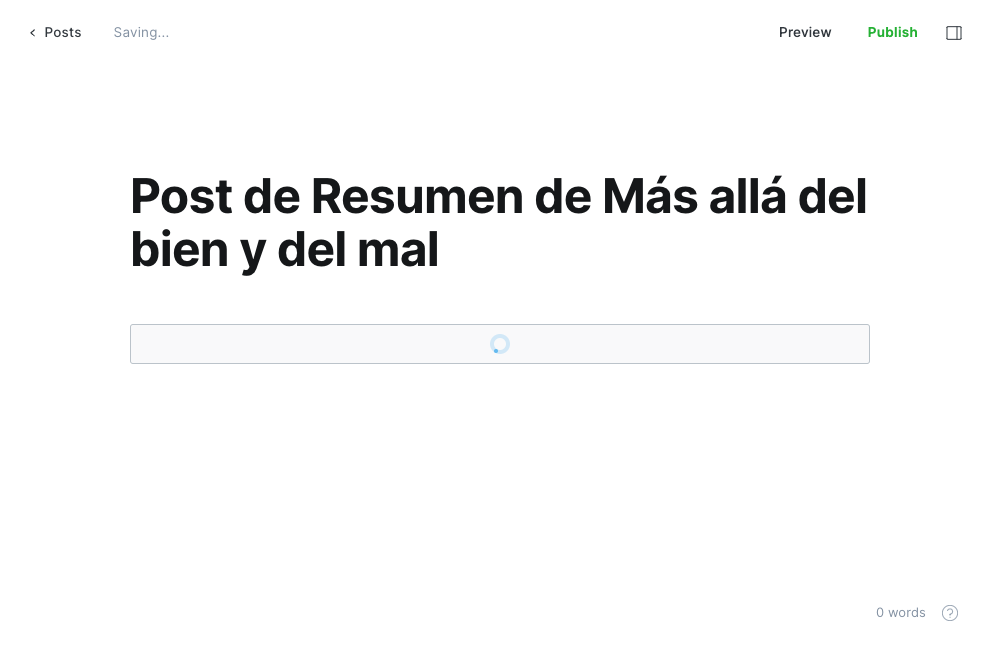 Posts
Saving...
Preview
Publish
Post de Resumen de Más allá del
bien y del mal
0 words
?